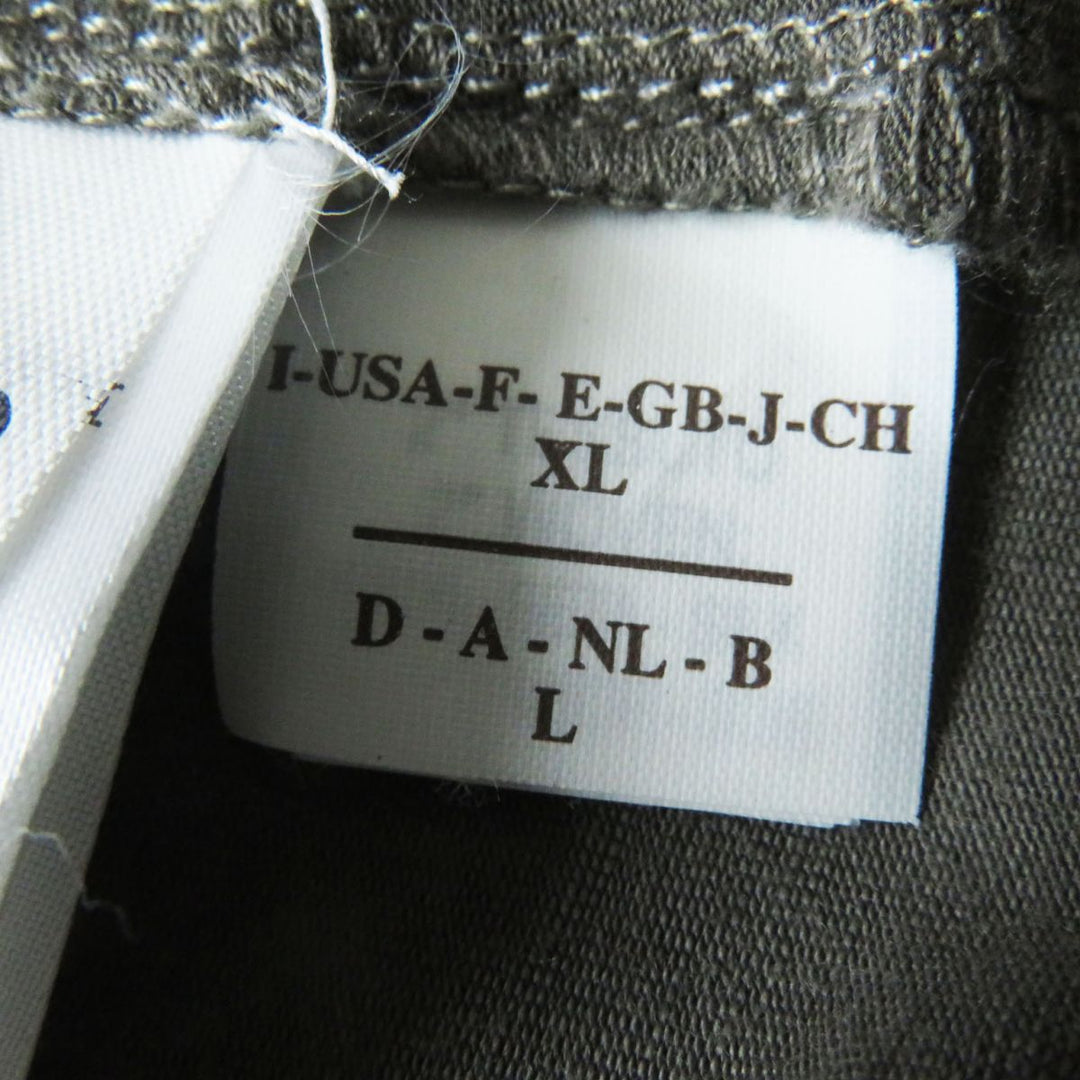 I-USA-F- E-GB-J-CH
XL
D - A - NL - B
L